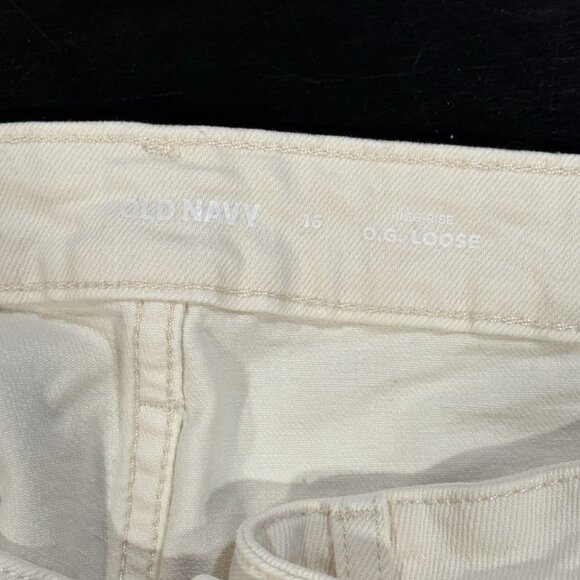 OLD NAVY
16
HIGH-RISE
O.G. LOOSE